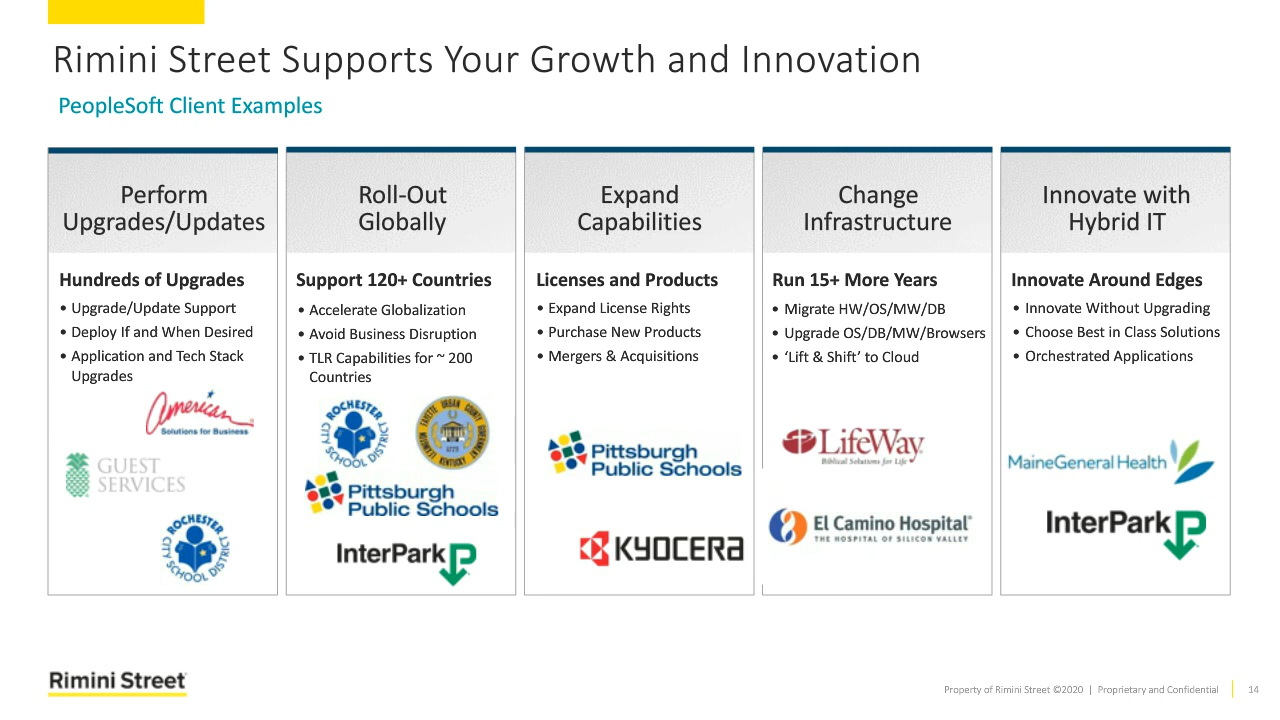 Rimini Street Supports Your Growth and Innovation
PeopleSoft Client Examples
Perform
Upgrades/Updates
Hundreds of Upgrades
• Upgrade/Update Support
• Deploy If and When Desired
• Application and Tech Stack
Upgrades
American
Solutions for Business
GUEST
SERVICES
ROCHESTER
CITY SCHOOL DISTRICT
Roll-Out
Globally
Support 120+ Countries
• Accelerate Globalization
• Avoid Business Disruption
• TLR Capabilities for ~ 200
Countries
ROCHESTER
CITY SCHOOL DISTRICT
FAYETTE URBAN COUNTY GOVERNMENT
LEXINGTON KENTUCKY
1775
Pittsburgh
Public Schools
InterPark
Expand
Capabilities
Licenses and Products
• Expand License Rights
• Purchase New Products
• Mergers & Acquisitions
Pittsburgh
Public Schools
KYOCERA
Change
Infrastructure
Run 15+ More Years
• Migrate HW/OS/MW/DB
• Upgrade OS/DB/MW/Browsers
• ‘Lift & Shift’ to Cloud
LifeWay
Biblical Solutions for Life
El Camino Hospital®
THE HOSPITAL OF SILICON VALLEY
Innovate with
Hybrid IT
Innovate Around Edges
• Innovate Without Upgrading
• Choose Best in Class Solutions
• Orchestrated Applications
MaineGeneral Health
InterPark
Rimini Street
Property of Rimini Street ©2020 | Proprietary and Confidential
14